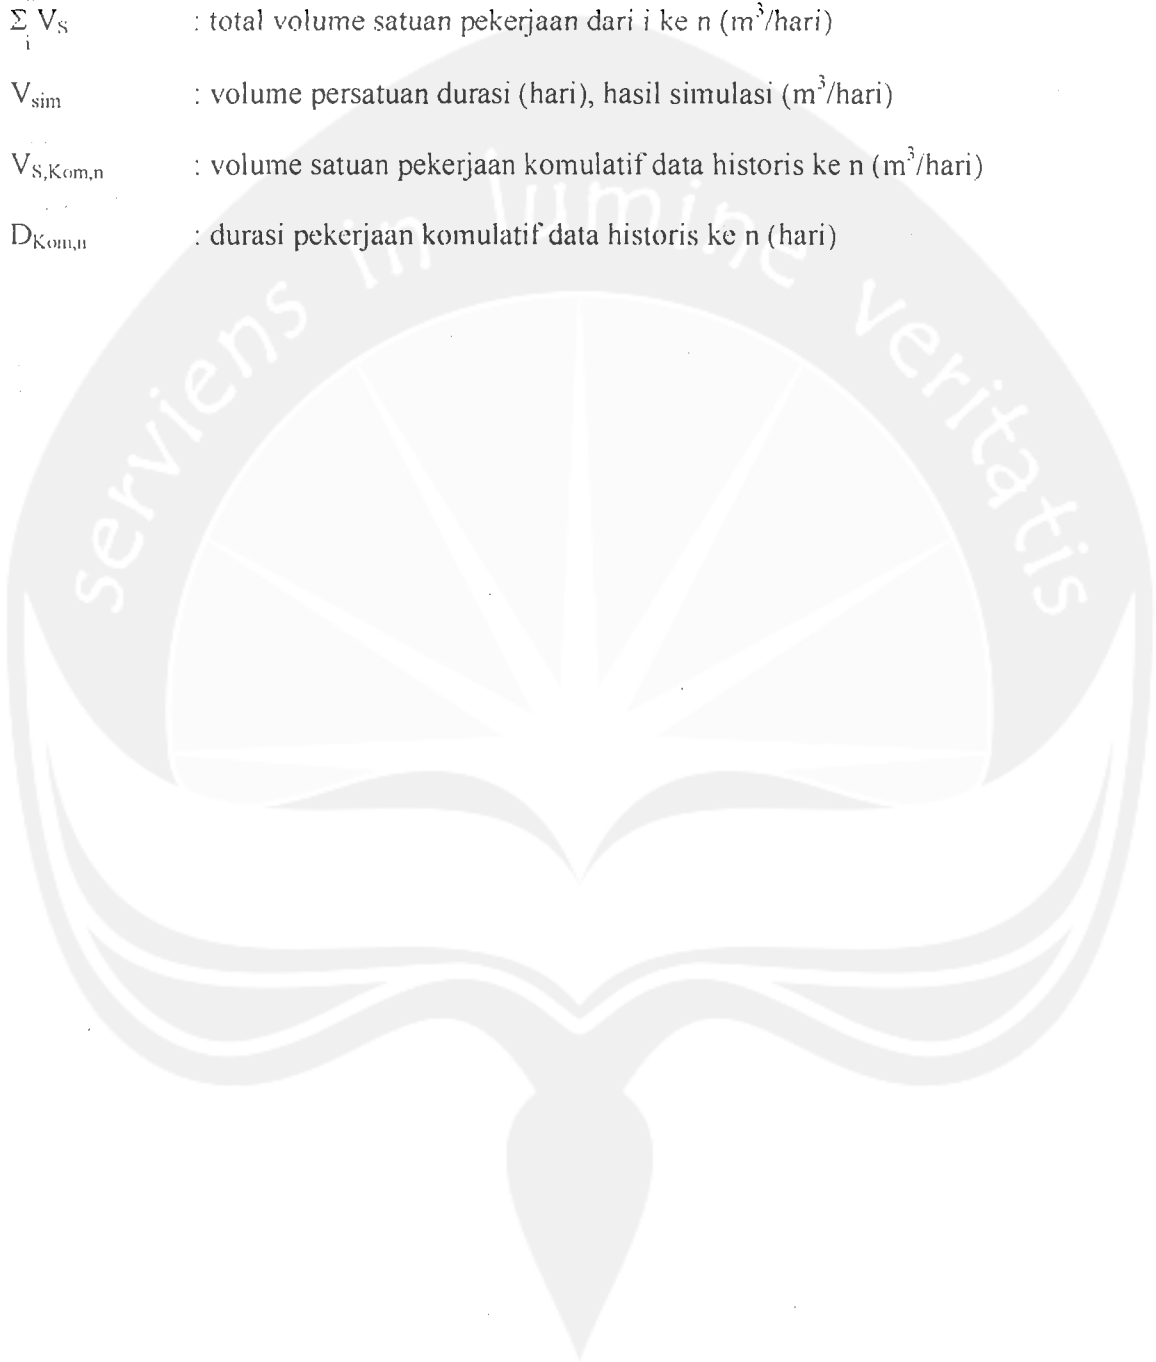 Σ V_S : total volume satuan pekerjaan dari i ke n (m³/hari)
i
V_sim : volume persatuan durasi (hari), hasil simulasi (m³/hari)
V_S,Kom,n : volume satuan pekerjaan komulatif data historis ke n (m³/hari)
D_Kom,n : durasi pekerjaan komulatif data historis ke n (hari)
serviens in lumine veritatis